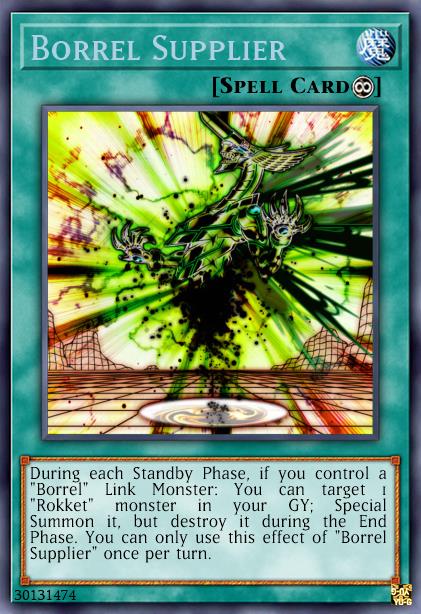 Borrel Supplier
[Spell Card∞]
During each Standby Phase, if you control a
"Borrel" Link Monster: You can target 1
"Rokket" monster in your GY; Special
Summon it, but destroy it during the End
Phase. You can only use this effect of "Borrel
Supplier" once per turn.
30131474